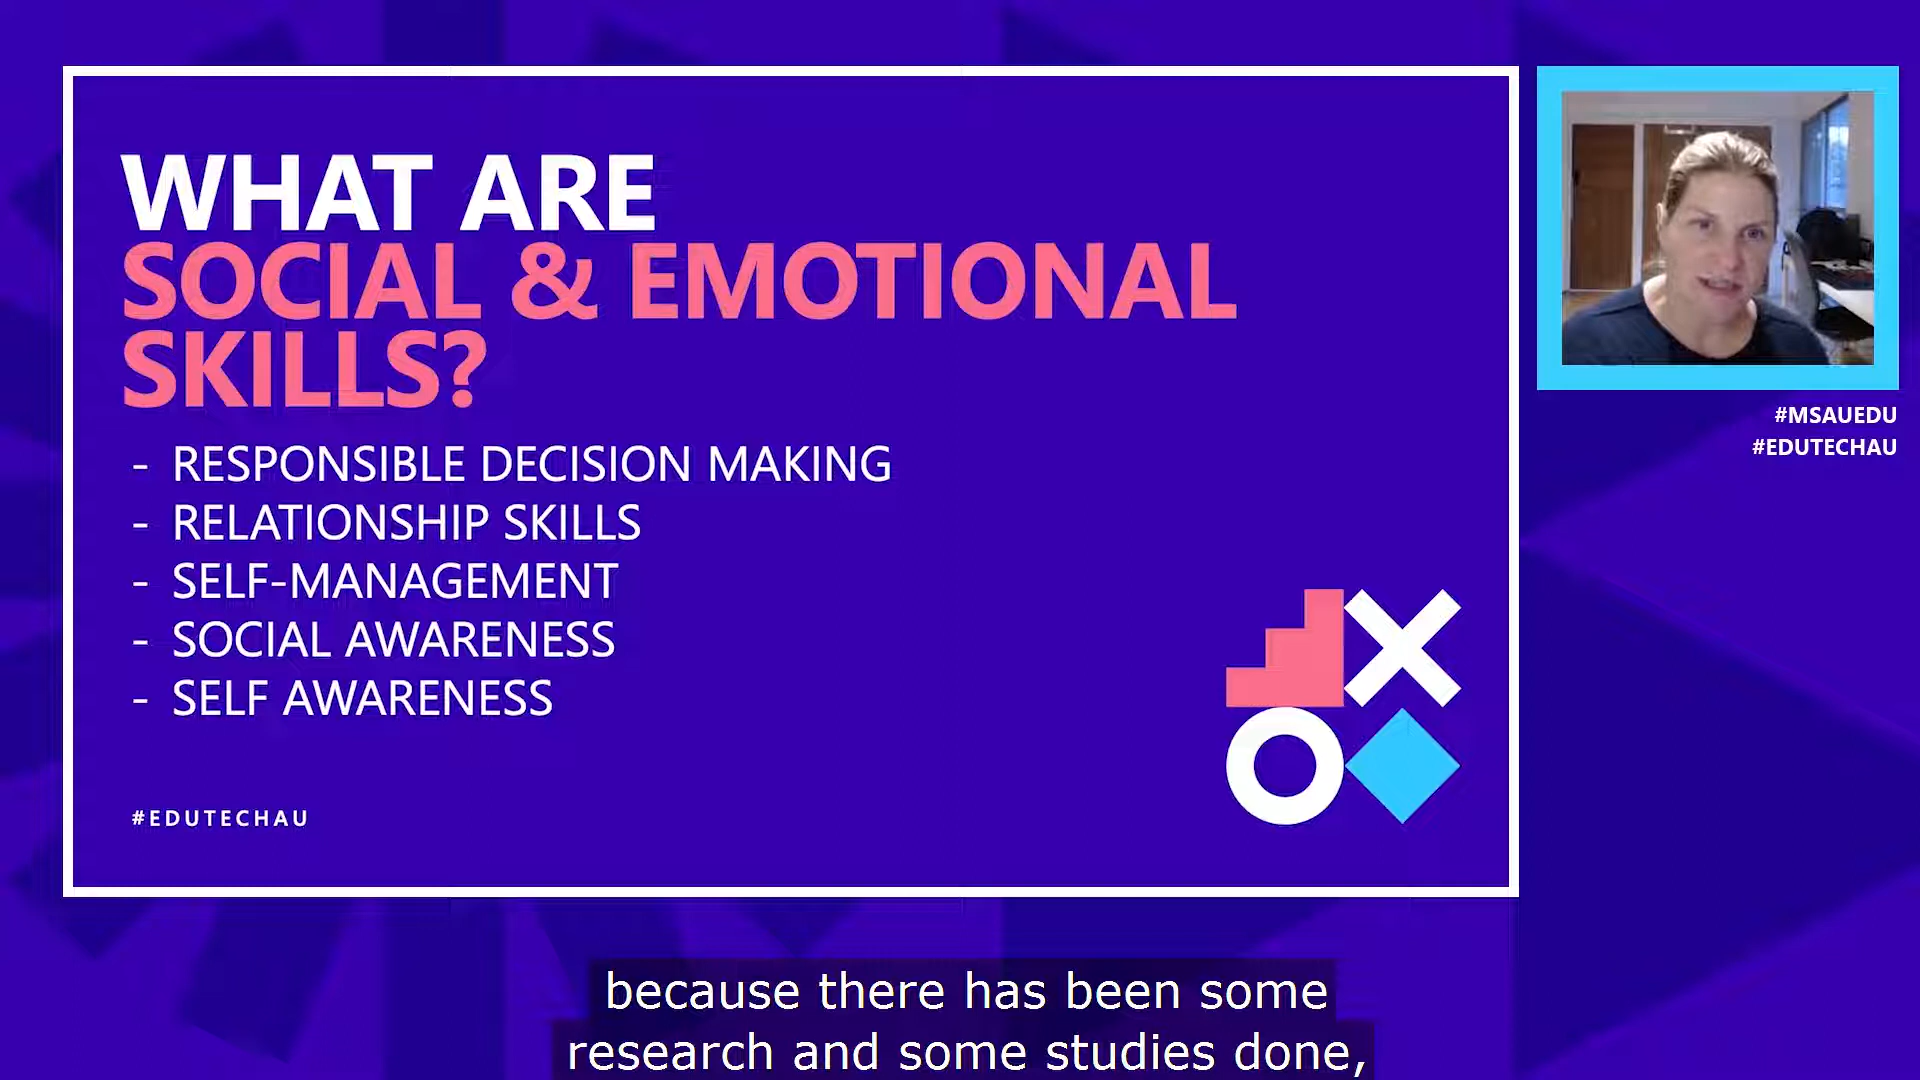 WHAT ARE
SOCIAL & EMOTIONAL
SKILLS?
- RESPONSIBLE DECISION MAKING
- RELATIONSHIP SKILLS
- SELF-MANAGEMENT
- SOCIAL AWARENESS
- SELF AWARENESS
#EDUTECHAU
#MSAUEDU
#EDUTECHAU
because there has been some
research and some studies done,